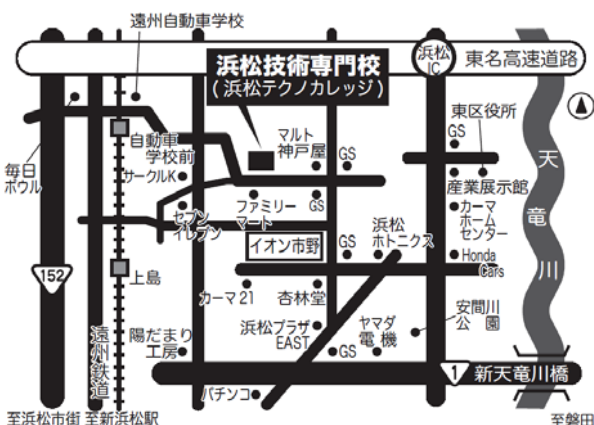 遠州自動車学校
浜松
IC
東名高速道路
浜松技術専門校
(浜松テクノカレッジ)
東区役所
GS
毎日
ボウル
自動車
学校前
サークルK
マルト
神戸屋
GS
産業展示館
天竜川
セブン
イレブン
ファミリー
マート
GS
カーマ
ホーム
センター
イオン市野
GS
浜松
ホトニクス
Honda
Cars
152
上島
カーマ21
杏林堂
安間川
公園
遠州鉄道
陽だまり
工房
浜松プラザ
EAST
GS
ヤマダ
電機
1
新天竜川橋
パチンコ
至浜松市街
至新浜松駅
至磐田